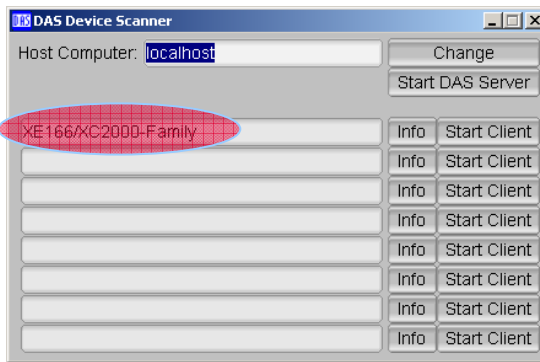 DAS DAS Device Scanner
Host Computer: localhost Change
Start DAS Server
XE166/XC2000-Family Info Start Client
Info Start Client
Info Start Client
Info Start Client
Info Start Client
Info Start Client
Info Start Client
Info Start Client